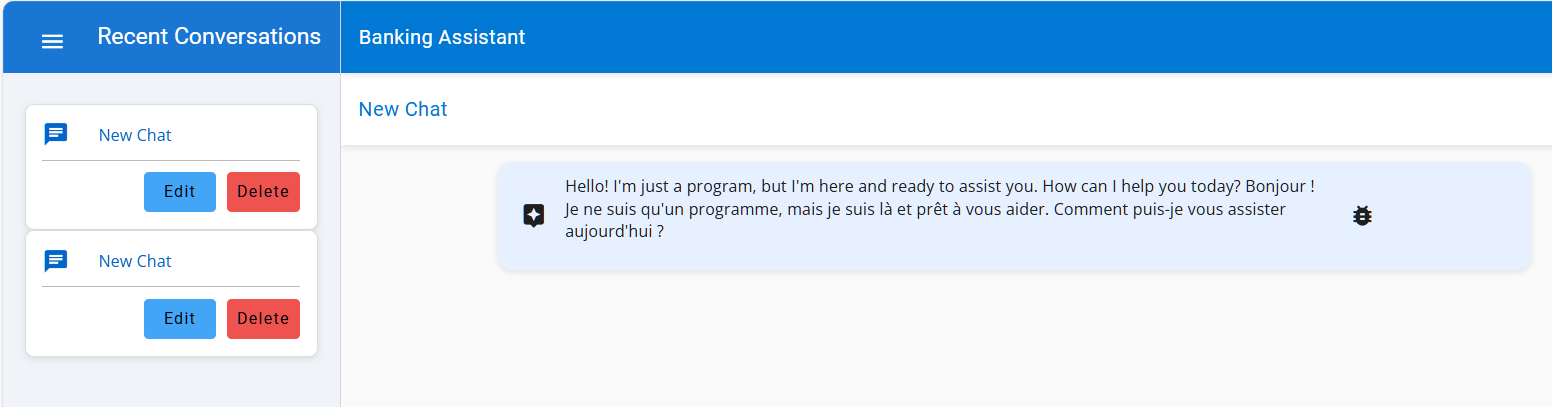 Recent Conversations
Banking Assistant
New Chat
Edit
Delete
New Chat
Edit
Delete
New Chat
Hello! I'm just a program, but I'm here and ready to assist you. How can I help you today? Bonjour !
Je ne suis qu'un programme, mais je suis là et prêt à vous aider. Comment puis-je vous assister
aujourd'hui ?